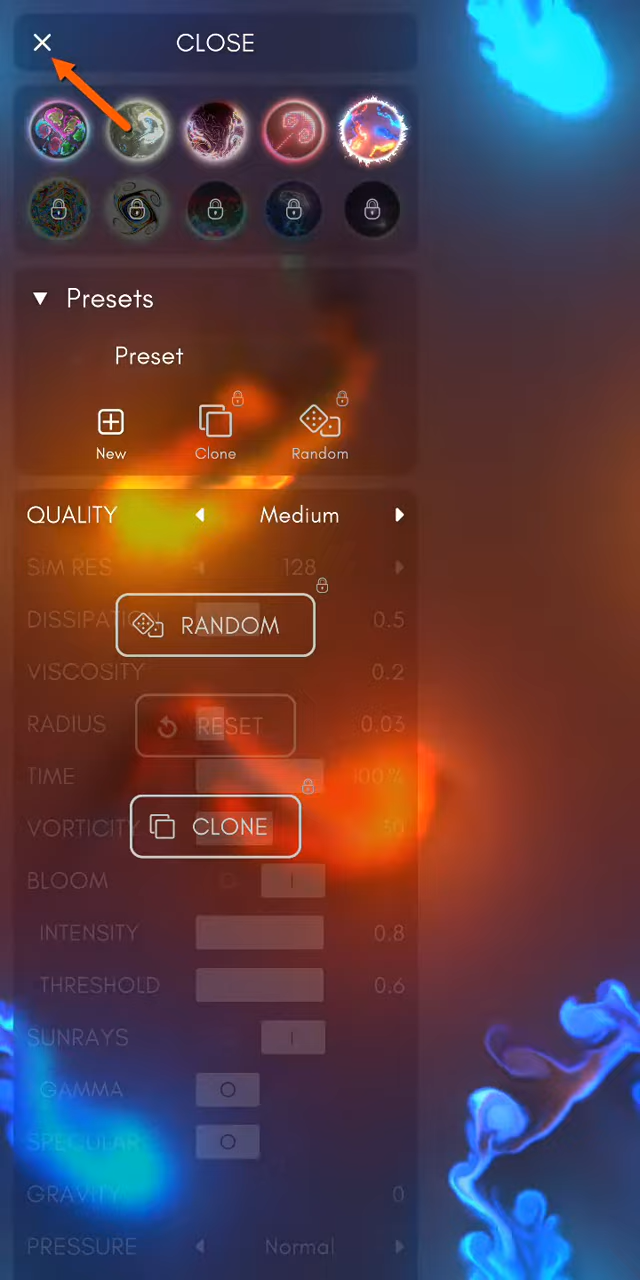 CLOSE
Presets
Preset
New Clone Random
QUALITY Medium
SIM RES 128
DISSIPATION 0.5
RANDOM
VISCOSITY 0.2
RADIUS 0.03
RESET
TIME 100%
VORTICITY 30
CLONE
BLOOM I
INTENSITY 0.8
THRESHOLD 0.6
SUNRAYS I
GAMMA O
SPECULAR O
GRAVITY 0
PRESSURE Normal